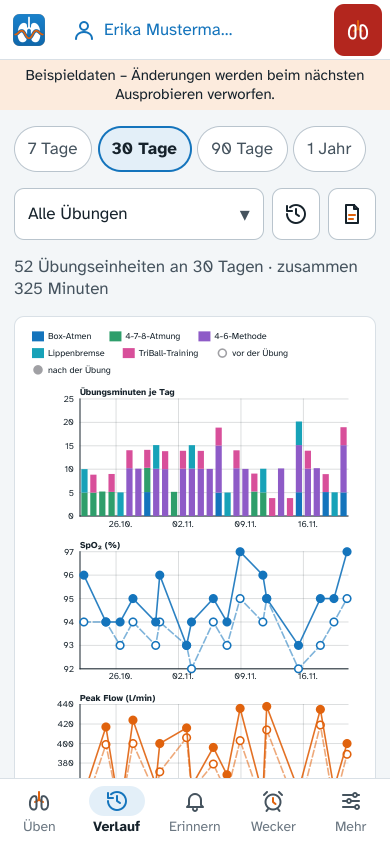 Erika Musterma...
Beispieldaten – Änderungen werden beim nächsten
Ausprobieren verworfen.
7 Tage
30 Tage
90 Tage
1 Jahr
Alle Übungen
52 Übungseinheiten an 30 Tagen · zusammen
325 Minuten
Box-Atmen
4-7-8-Atmung
4-6-Methode
Lippenbremse
TriBall-Training
vor der Übung
nach der Übung
Übungsminuten je Tag
25
20
15
10
5
0
26.10.
02.11.
09.11.
16.11.
SpO₂ (%)
97
96
95
94
93
92
26.10.
02.11.
09.11.
16.11.
Peak Flow (l/min)
440
420
400
380
Üben
Verlauf
Erinnern
Wecker
Mehr